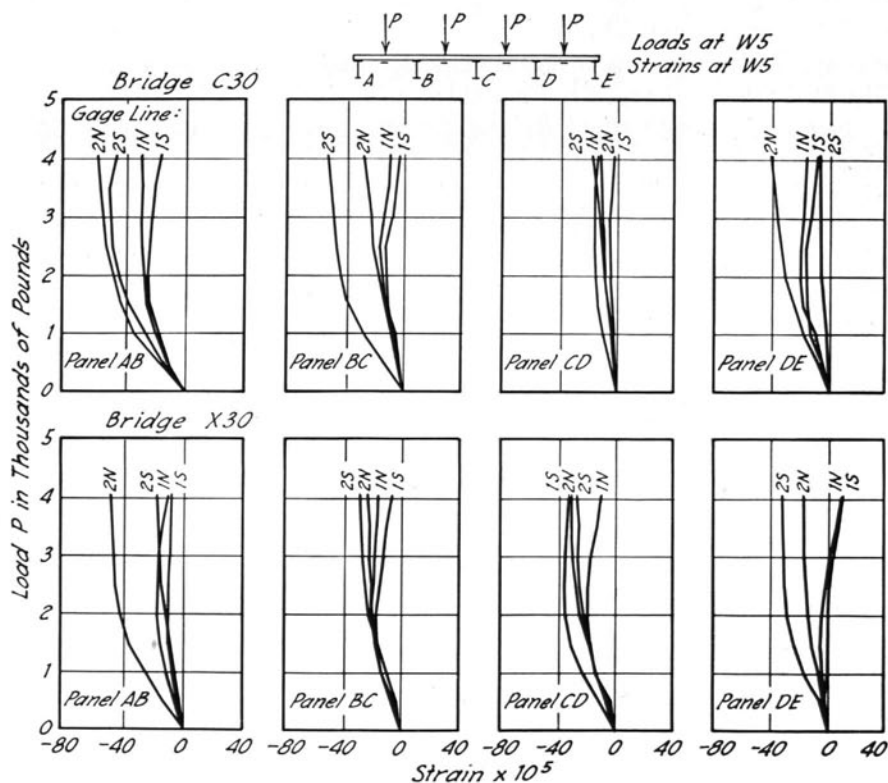 P P P P
Loads at W5
Strains at W5
A B C D E
Bridge C30
Gage Line:
2N 2S 1N 1S
2S 2N 1N 1S
2S 1N 2N 1S
2N 1N 1S 2S
5
4
3
2
1
0
Panel AB
Panel BC
Panel CD
Panel DE
Bridge X30
2N 2S 1N 1S
2S 2N 1N 1S
1S 2N 2S 1N
2S 2N 1N 1S
5
4
3
2
1
0
Panel AB
Panel BC
Panel CD
Panel DE
-80 -40 0 40
-80 -40 0 40
-80 -40 0 40
-80 -40 0 40
Load P in Thousands of Pounds
Strain x 10⁵